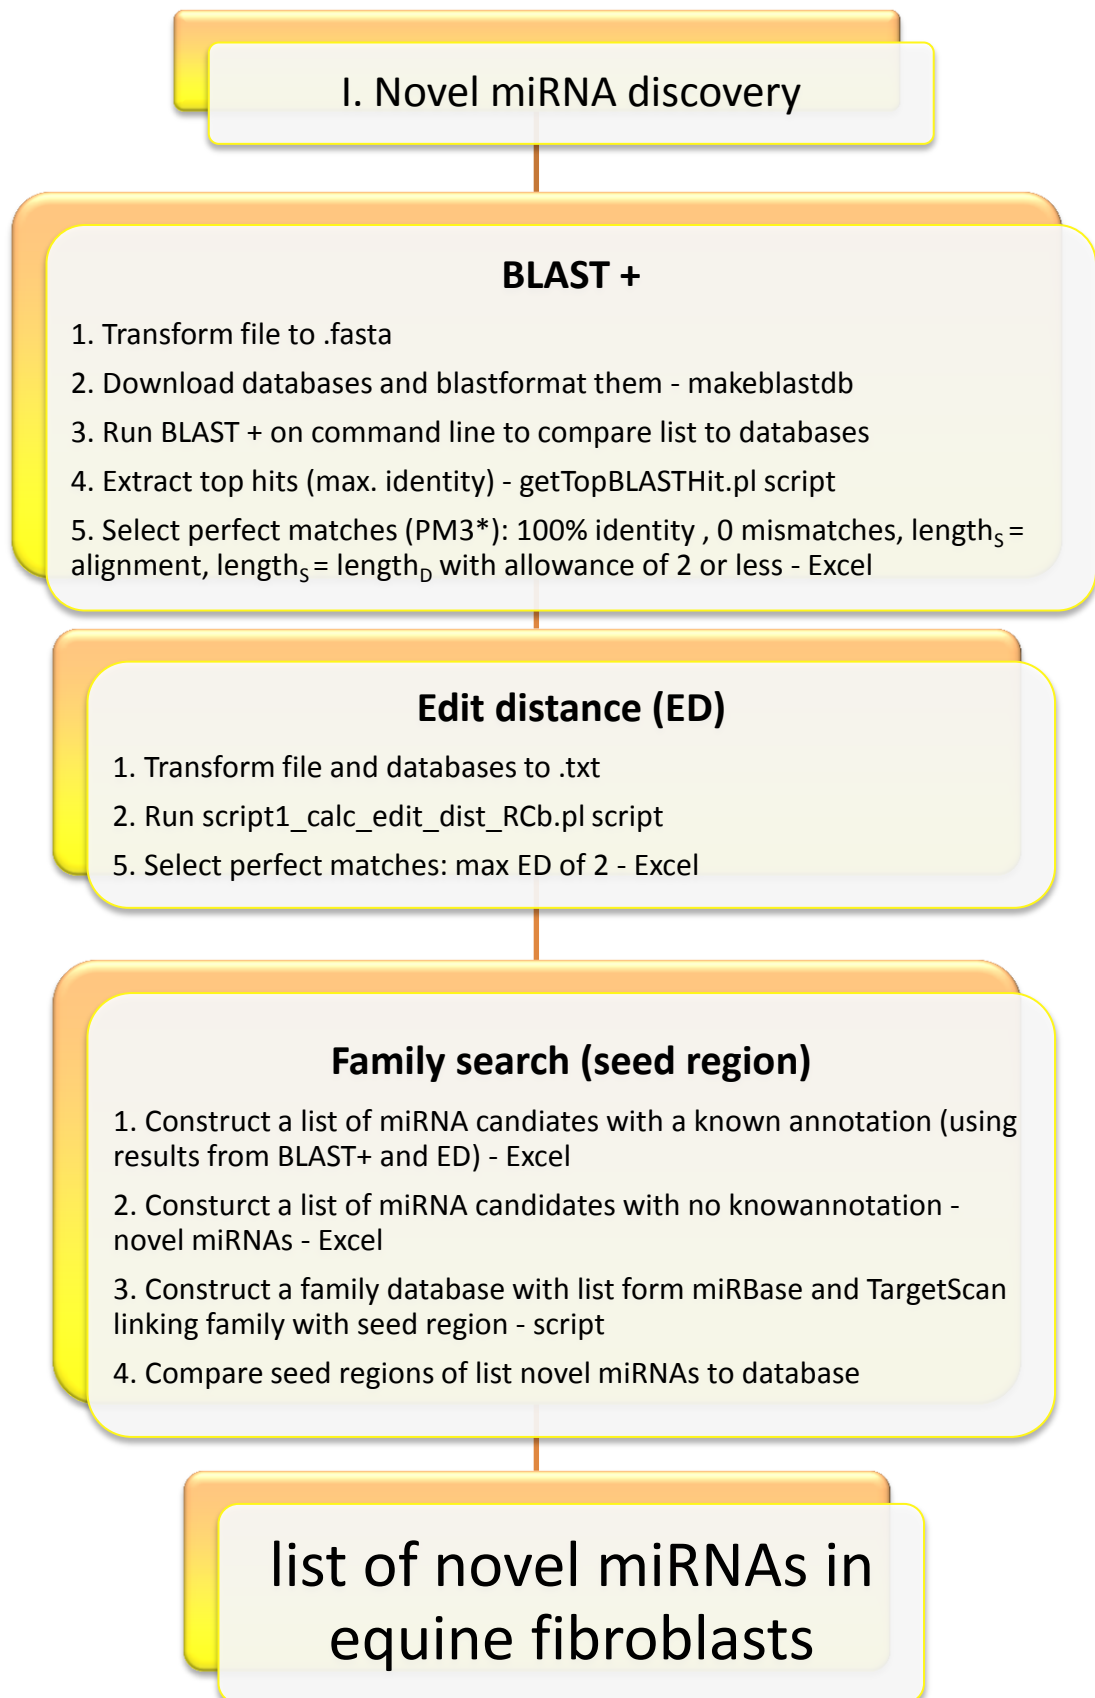 I. Novel miRNA discovery
BLAST +
1. Transform file to .fasta
2. Download databases and blastformat them - makeblastdb
3. Run BLAST + on command line to compare list to databases
4. Extract top hits (max. identity) - getTopBLASTHit.pl script
5. Select perfect matches (PM3*): 100% identity , 0 mismatches, lengthS =
alignment, lengthS = lengthD with allowance of 2 or less - Excel
Edit distance (ED)
1. Transform file and databases to .txt
2. Run script1_calc_edit_dist_RCb.pl script
5. Select perfect matches: max ED of 2 - Excel
Family search (seed region)
1. Construct a list of miRNA candiates with a known annotation (using
results from BLAST+ and ED) - Excel
2. Consturct a list of miRNA candidates with no knowannotation -
novel miRNAs - Excel
3. Construct a family database with list form miRBase and TargetScan
linking family with seed region - script
4. Compare seed regions of list novel miRNAs to database
list of novel miRNAs in
equine fibroblasts